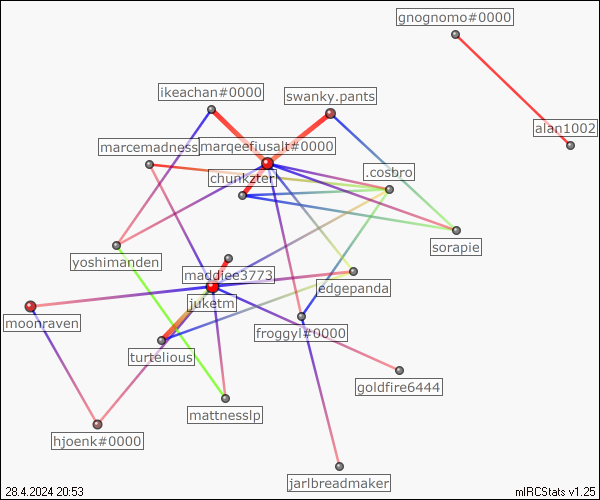 gnognomo#0000
ikeachan#0000
swanky.pants
alan1002
marcemadness
marqeefiusalt#0000
chunkzter
.cosbro
sorapie
yoshimanden
maddiee3773
edgepanda
juketm
moonraven
froggyl#0000
turtelious
goldfire6444
mattnesslp
hjoenk#0000
jarlbreadmaker
28.4.2024 20:53
mIRCStats v1.25